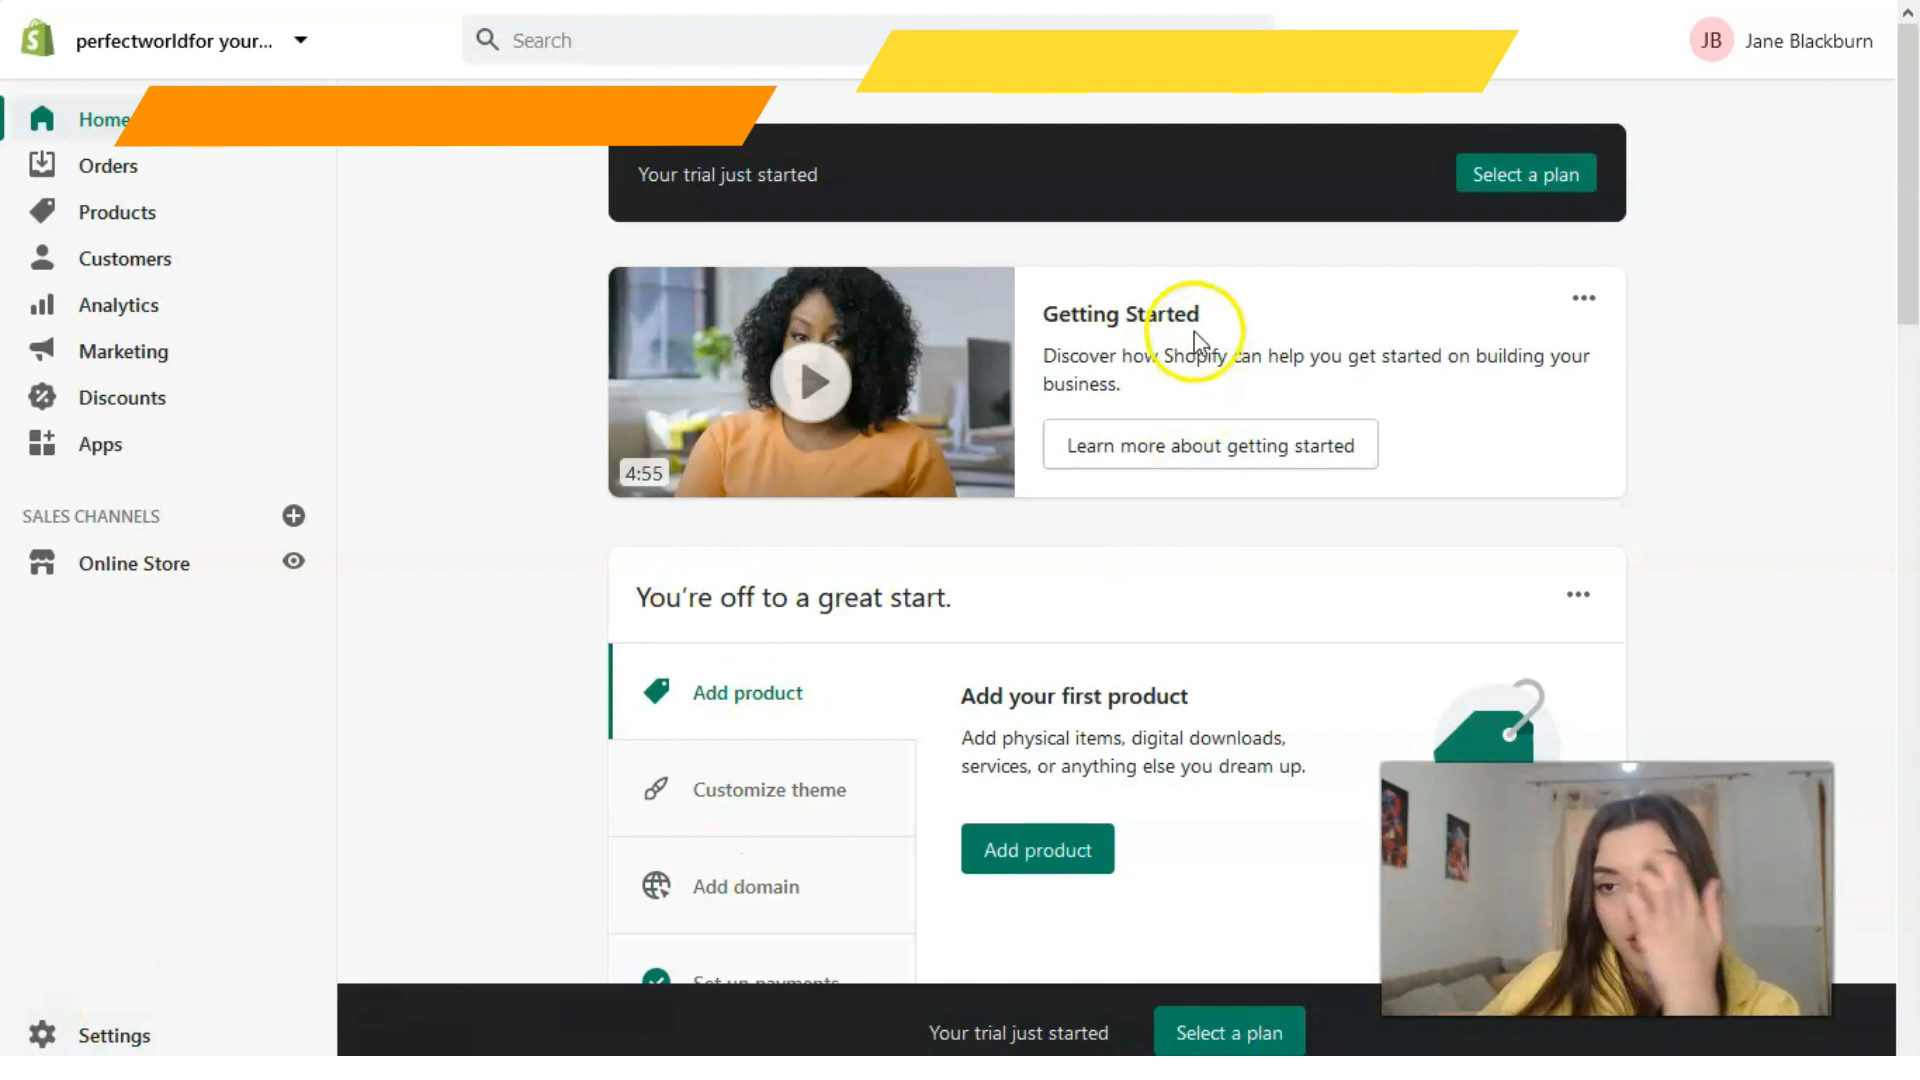 perfectworldfor your...
Search
JB
Jane Blackburn
Home
Orders
Products
Customers
Analytics
Marketing
Discounts
Apps
SALES CHANNELS
Online Store
Settings
Your trial just started
Select a plan
4:55
Getting Started
Discover how Shopify can help you get started on building your
business.
Learn more about getting started
You’re off to a great start.
Add product
Customize theme
Add domain
Set up payments
Add your first product
Add physical items, digital downloads,
services, or anything else you dream up.
Add product
Your trial just started
Select a plan